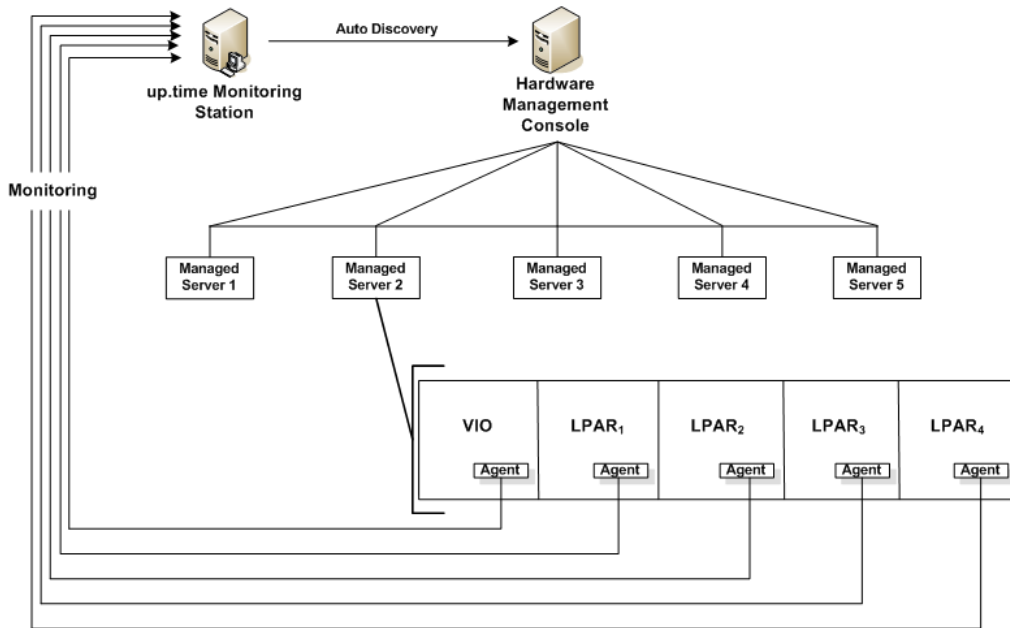 Auto Discovery
up.time Monitoring
Station
Hardware
Management
Console
Monitoring
Managed
Server 1
Managed
Server 2
Managed
Server 3
Managed
Server 4
Managed
Server 5
VIO
LPAR₁
LPAR₂
LPAR₃
LPAR₄
Agent
Agent
Agent
Agent
Agent